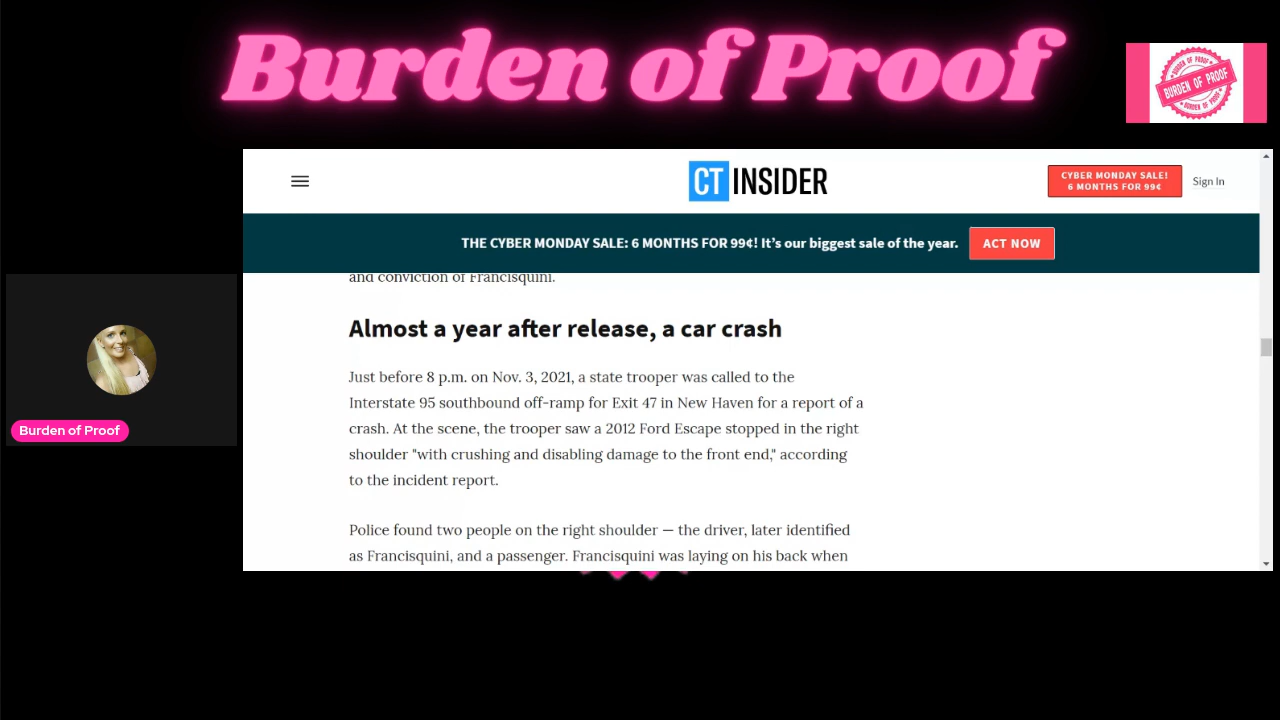 Burden of Proof
BURDEN OF PROOF
BURDEN OF PROOF
BURDEN OF PROOF
CT INSIDER
CYBER MONDAY SALE!
6 MONTHS FOR 99¢
Sign In
THE CYBER MONDAY SALE: 6 MONTHS FOR 99¢! It’s our biggest sale of the year.
ACT NOW
and conviction of Francisquini.
Almost a year after release, a car crash
Just before 8 p.m. on Nov. 3, 2021, a state trooper was called to the
Interstate 95 southbound off-ramp for Exit 47 in New Haven for a report of a
crash. At the scene, the trooper saw a 2012 Ford Escape stopped in the right
shoulder "with crushing and disabling damage to the front end," according
to the incident report.
Police found two people on the right shoulder — the driver, later identified
as Francisquini, and a passenger. Francisquini was laying on his back when
Burden of Proof